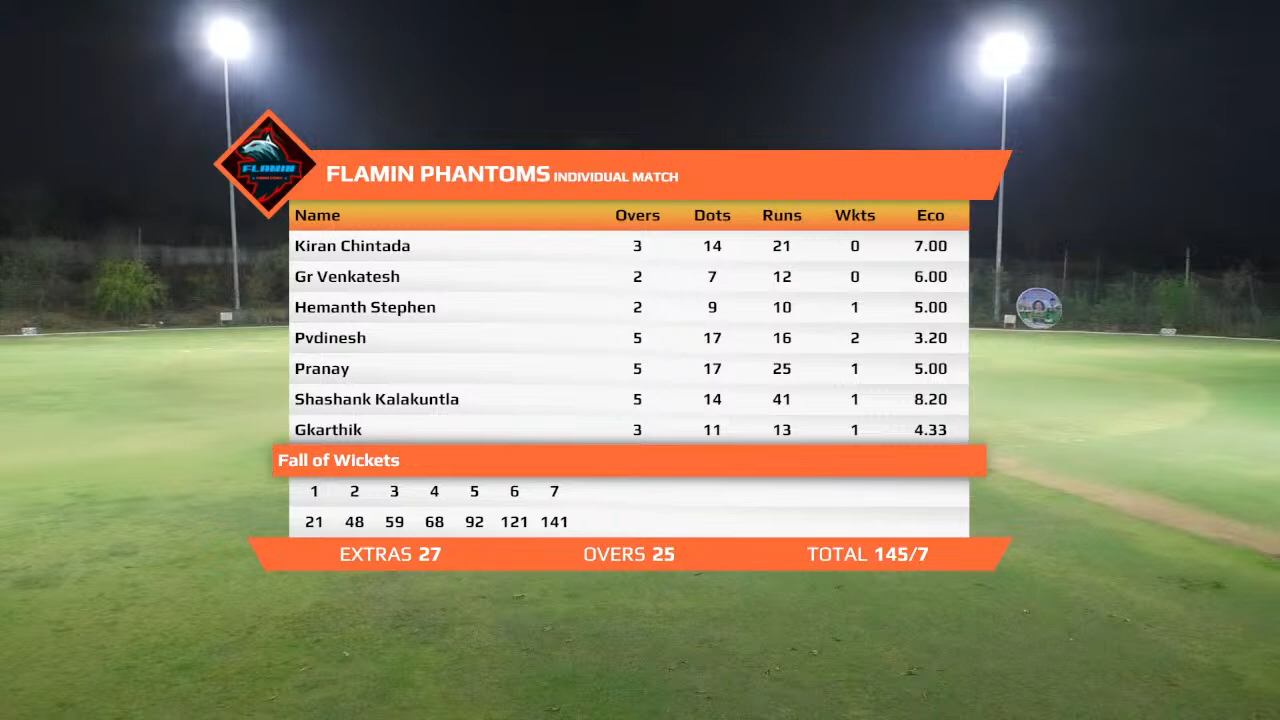 FLAMIN
FLAMIN PHANTOMS INDIVIDUAL MATCH
Name Overs Dots Runs Wkts Eco
Kiran Chintada 3 14 21 0 7.00
Gr Venkatesh 2 7 12 0 6.00
Hemanth Stephen 2 9 10 1 5.00
Pvdinesh 5 17 16 2 3.20
Pranay 5 17 25 1 5.00
Shashank Kalakuntla 5 14 41 1 8.20
Gkarthik 3 11 13 1 4.33
Fall of Wickets
1 2 3 4 5 6 7
21 48 59 68 92 121 141
EXTRAS 27 OVERS 25 TOTAL 145/7